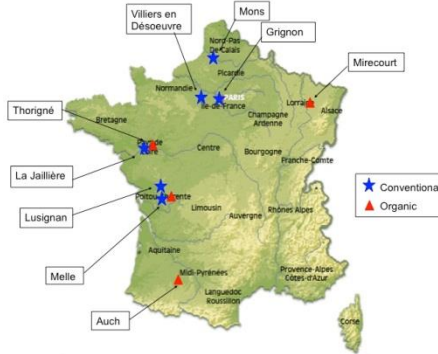 Mons
Villiers en
Désoeuvre
Grignon
Nord-Pas
De Calais
Mirecourt
Picardie
Normandie
PARIS
Ile-de-France
Lorraine
Thorigné
Champagne
Ardenne
Alsace
Bretagne
Centre
Bourgogne
Franche-Comte
La Jaillière
Conventional
Organic
Lusignan
Limousin
Auvergne
Rhônes Alpes
Melle
Aquitaine
Midi-Pyrénées
Provence-Alpes
Côtes-d'Azur
Languedoc
Roussillon
Auch
Corse